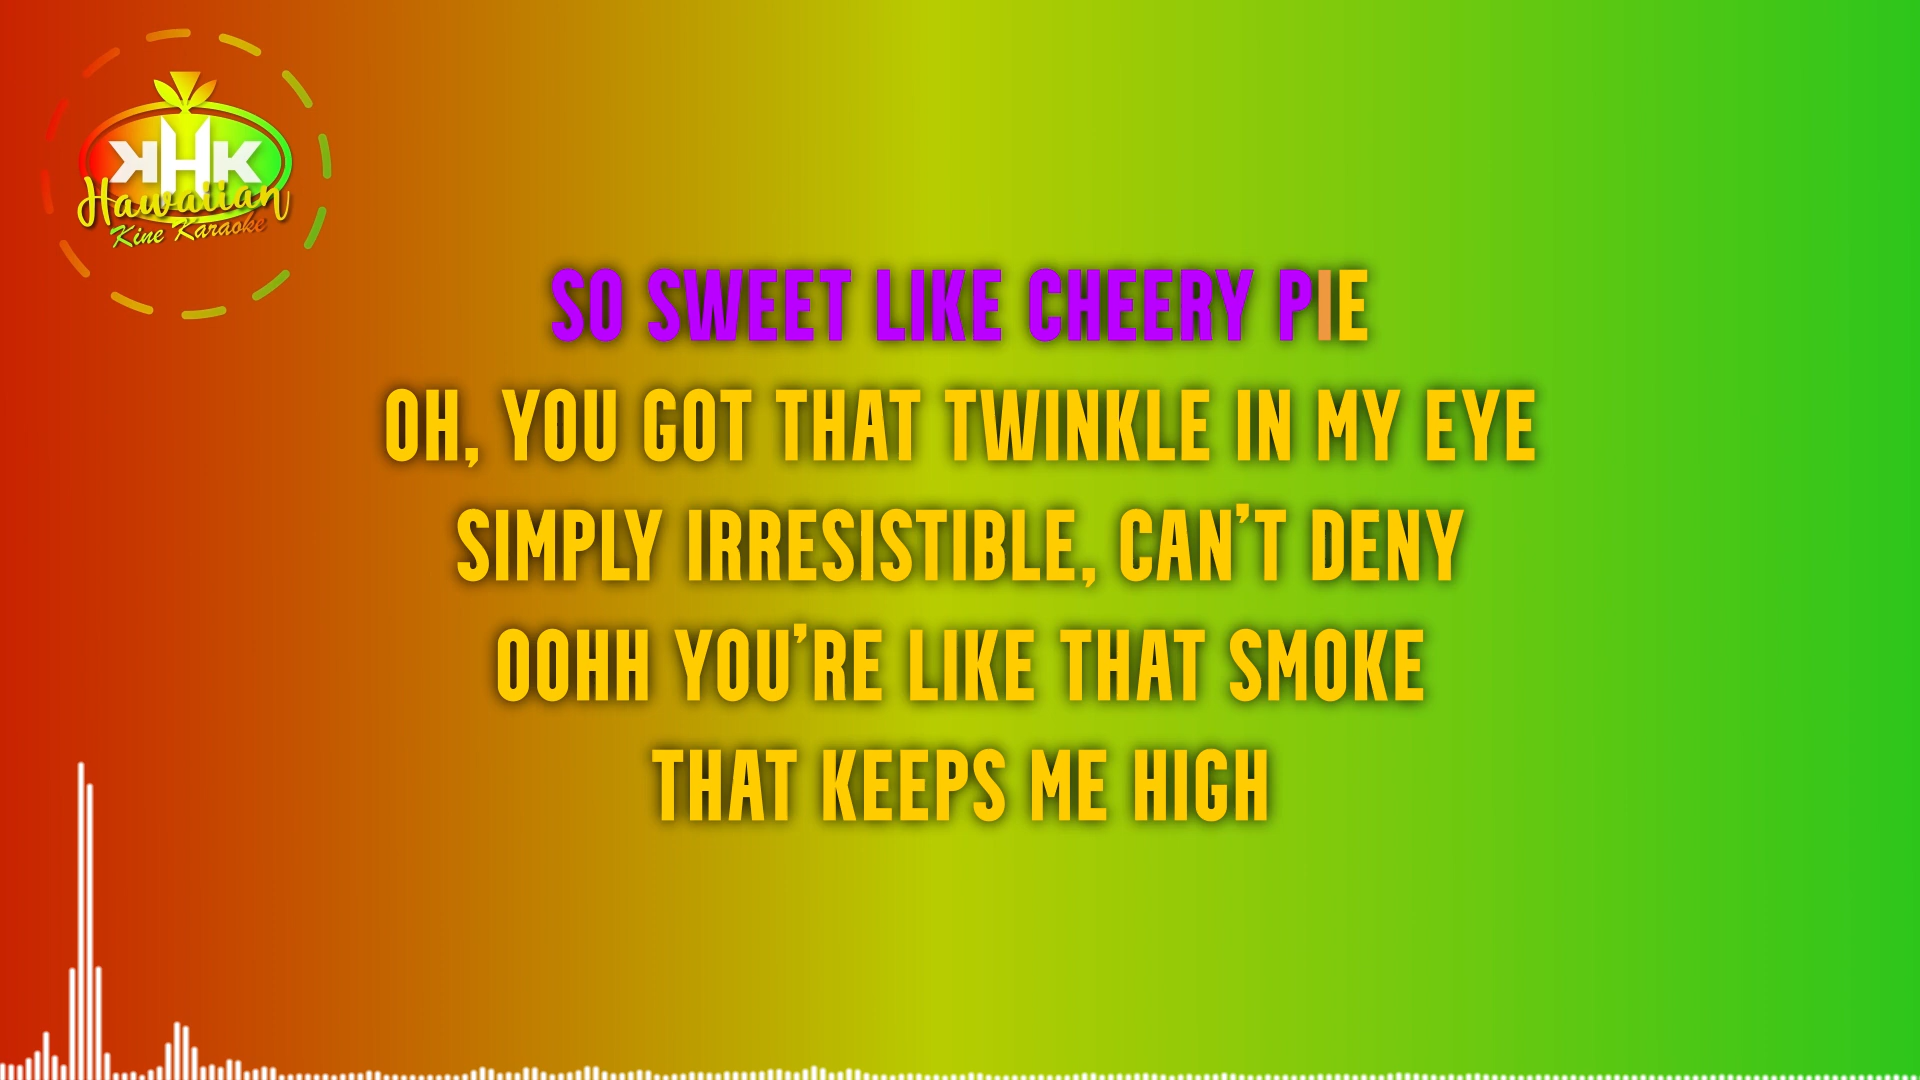 KHK
Hawaiian
Kine Karaoke
SO SWEET LIKE CHEERY PIE
OH, YOU GOT THAT TWINKLE IN MY EYE
SIMPLY IRRESISTIBLE, CAN'T DENY
OOHH YOU'RE LIKE THAT SMOKE
THAT KEEPS ME HIGH